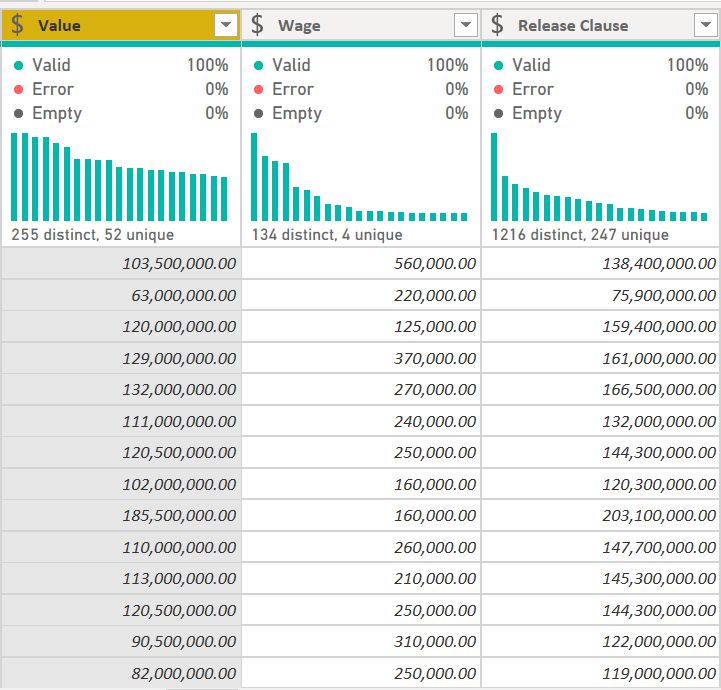 $ Value $ Wage $ Release Clause
Valid 100% Valid 100% Valid 100%
Error 0% Error 0% Error 0%
Empty 0% Empty 0% Empty 0%
255 distinct, 52 unique 134 distinct, 4 unique 1216 distinct, 247 unique
103,500,000.00 560,000.00 138,400,000.00
63,000,000.00 220,000.00 75,900,000.00
120,000,000.00 125,000.00 159,400,000.00
129,000,000.00 370,000.00 161,000,000.00
132,000,000.00 270,000.00 166,500,000.00
111,000,000.00 240,000.00 132,000,000.00
120,500,000.00 250,000.00 144,300,000.00
102,000,000.00 160,000.00 120,300,000.00
185,500,000.00 160,000.00 203,100,000.00
110,000,000.00 260,000.00 147,700,000.00
113,000,000.00 210,000.00 145,300,000.00
120,500,000.00 250,000.00 144,300,000.00
90,500,000.00 310,000.00 122,000,000.00
82,000,000.00 250,000.00 119,000,000.00